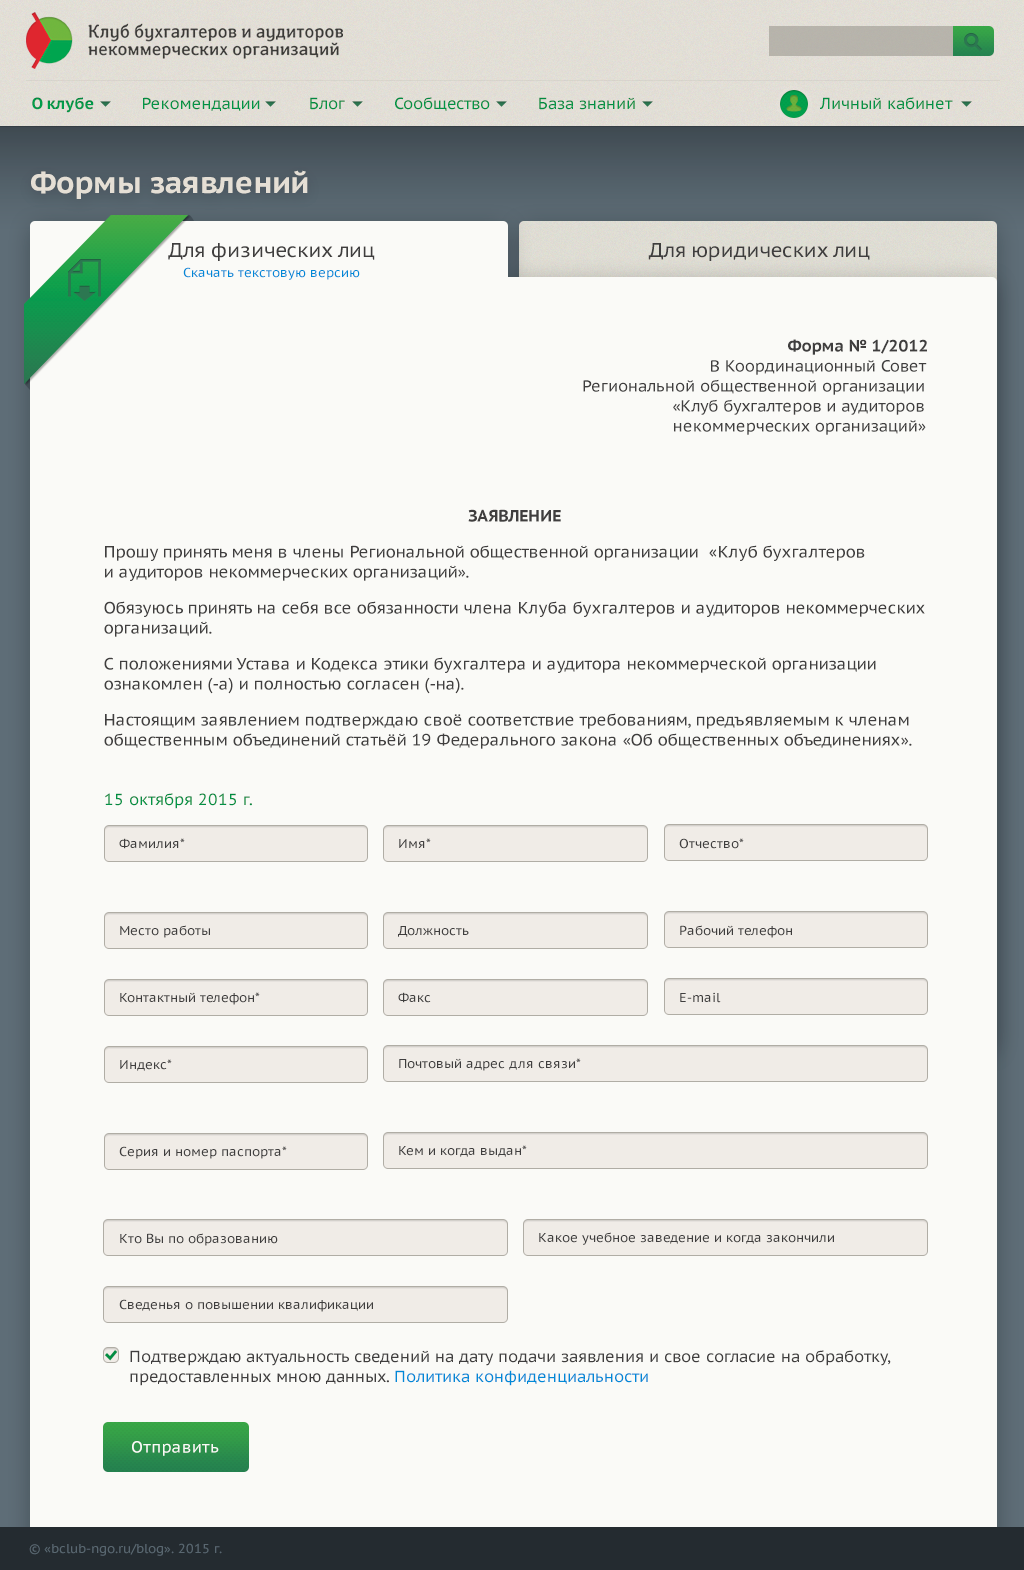 Клуб бухгалтеров и аудиторов
некоммерческих организаций
О клубе Рекомендации Блог Сообщество База знаний Личный кабинет
Формы заявлений
Для физических лиц
Скачать текстовую версию
Для юридических лиц
Форма № 1/2012
В Координационный Совет
Региональной общественной организации
«Клуб бухгалтеров и аудиторов
некоммерческих организаций»
ЗАЯВЛЕНИЕ
Прошу принять меня в члены Региональной общественной организации «Клуб бухгалтеров
и аудиторов некоммерческих организаций».
Обязуюсь принять на себя все обязанности члена Клуба бухгалтеров и аудиторов некоммерческих
организаций.
С положениями Устава и Кодекса этики бухгалтера и аудитора некоммерческой организации
ознакомлен (-а) и полностью согласен (-на).
Настоящим заявлением подтверждаю своё соответствие требованиям, предъявляемым к членам
общественным объединений статьёй 19 Федерального закона «Об общественных объединениях».
15 октября 2015 г.
Фамилия* Имя* Отчество*
Место работы Должность Рабочий телефон
Контактный телефон* Факс E-mail
Индекс* Почтовый адрес для связи*
Серия и номер паспорта* Кем и когда выдан*
Кто Вы по образованию Какое учебное заведение и когда закончили
Сведенья о повышении квалификации
Подтверждаю актуальность сведений на дату подачи заявления и свое согласие на обработку,
предоставленных мною данных. Политика конфиденциальности
Отправить
© «bclub-ngo.ru/blog». 2015 г.